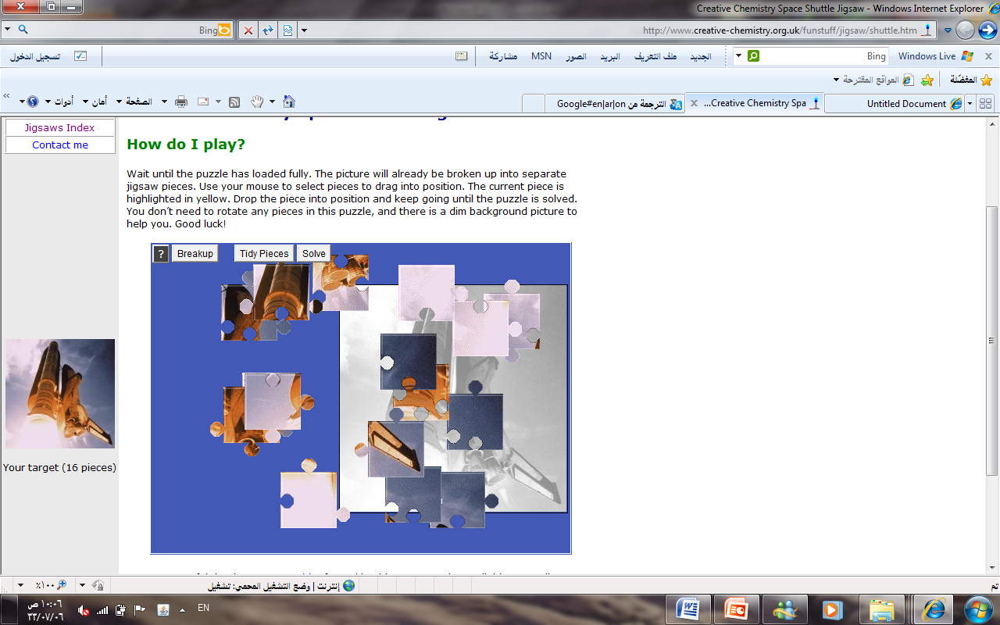 Creative Chemistry Space Shuttle Jigsaw - Windows Internet Explorer
Bing
http://www.creative-chemistry.org.uk/funstuff/jigsaw/shuttle.htm
تسجيل الدخول
مشاركة
MSN
الصور
البريد
ملف التعريف
الجديد
Bing
Windows Live
المفضلة
المواقع المقترحة
الصفحة
أمان
أدوات
Untitled Document
Creative Chemistry Spa...
الترجمة من Google#en|ar|on
Jigsaws Index
Contact me
How do I play?
Wait until the puzzle has loaded fully. The picture will already be broken up into separate
jigsaw pieces. Use your mouse to select pieces to drag into position. The current piece is
highlighted in yellow. Drop the piece into position and keep going until the puzzle is solved.
You don't need to rotate any pieces in this puzzle, and there is a dim background picture to
help you. Good luck!
?
Breakup
Tidy Pieces
Solve
Your target (16 pieces)
تم
إنترنت | وضع التشغيل المحمي: تشغيل
٪١٠٠
EN
١٠:٠٦ ص
٣٣/٠٧/٠٦